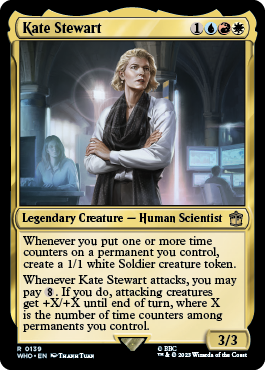 Kate Stewart 1
Legendary Creature — Human Scientist
Whenever you put one or more time
counters on a permanent you control,
create a 1/1 white Soldier creature token.
Whenever Kate Stewart attacks, you may
pay 8. If you do, attacking creatures
get +X/+X until end of turn, where X
is the number of time counters among
permanents you control.
3/3
R 0139
WHO • EN Thanh Tuan
© BBC
™ & © 2023 Wizards of the Coast